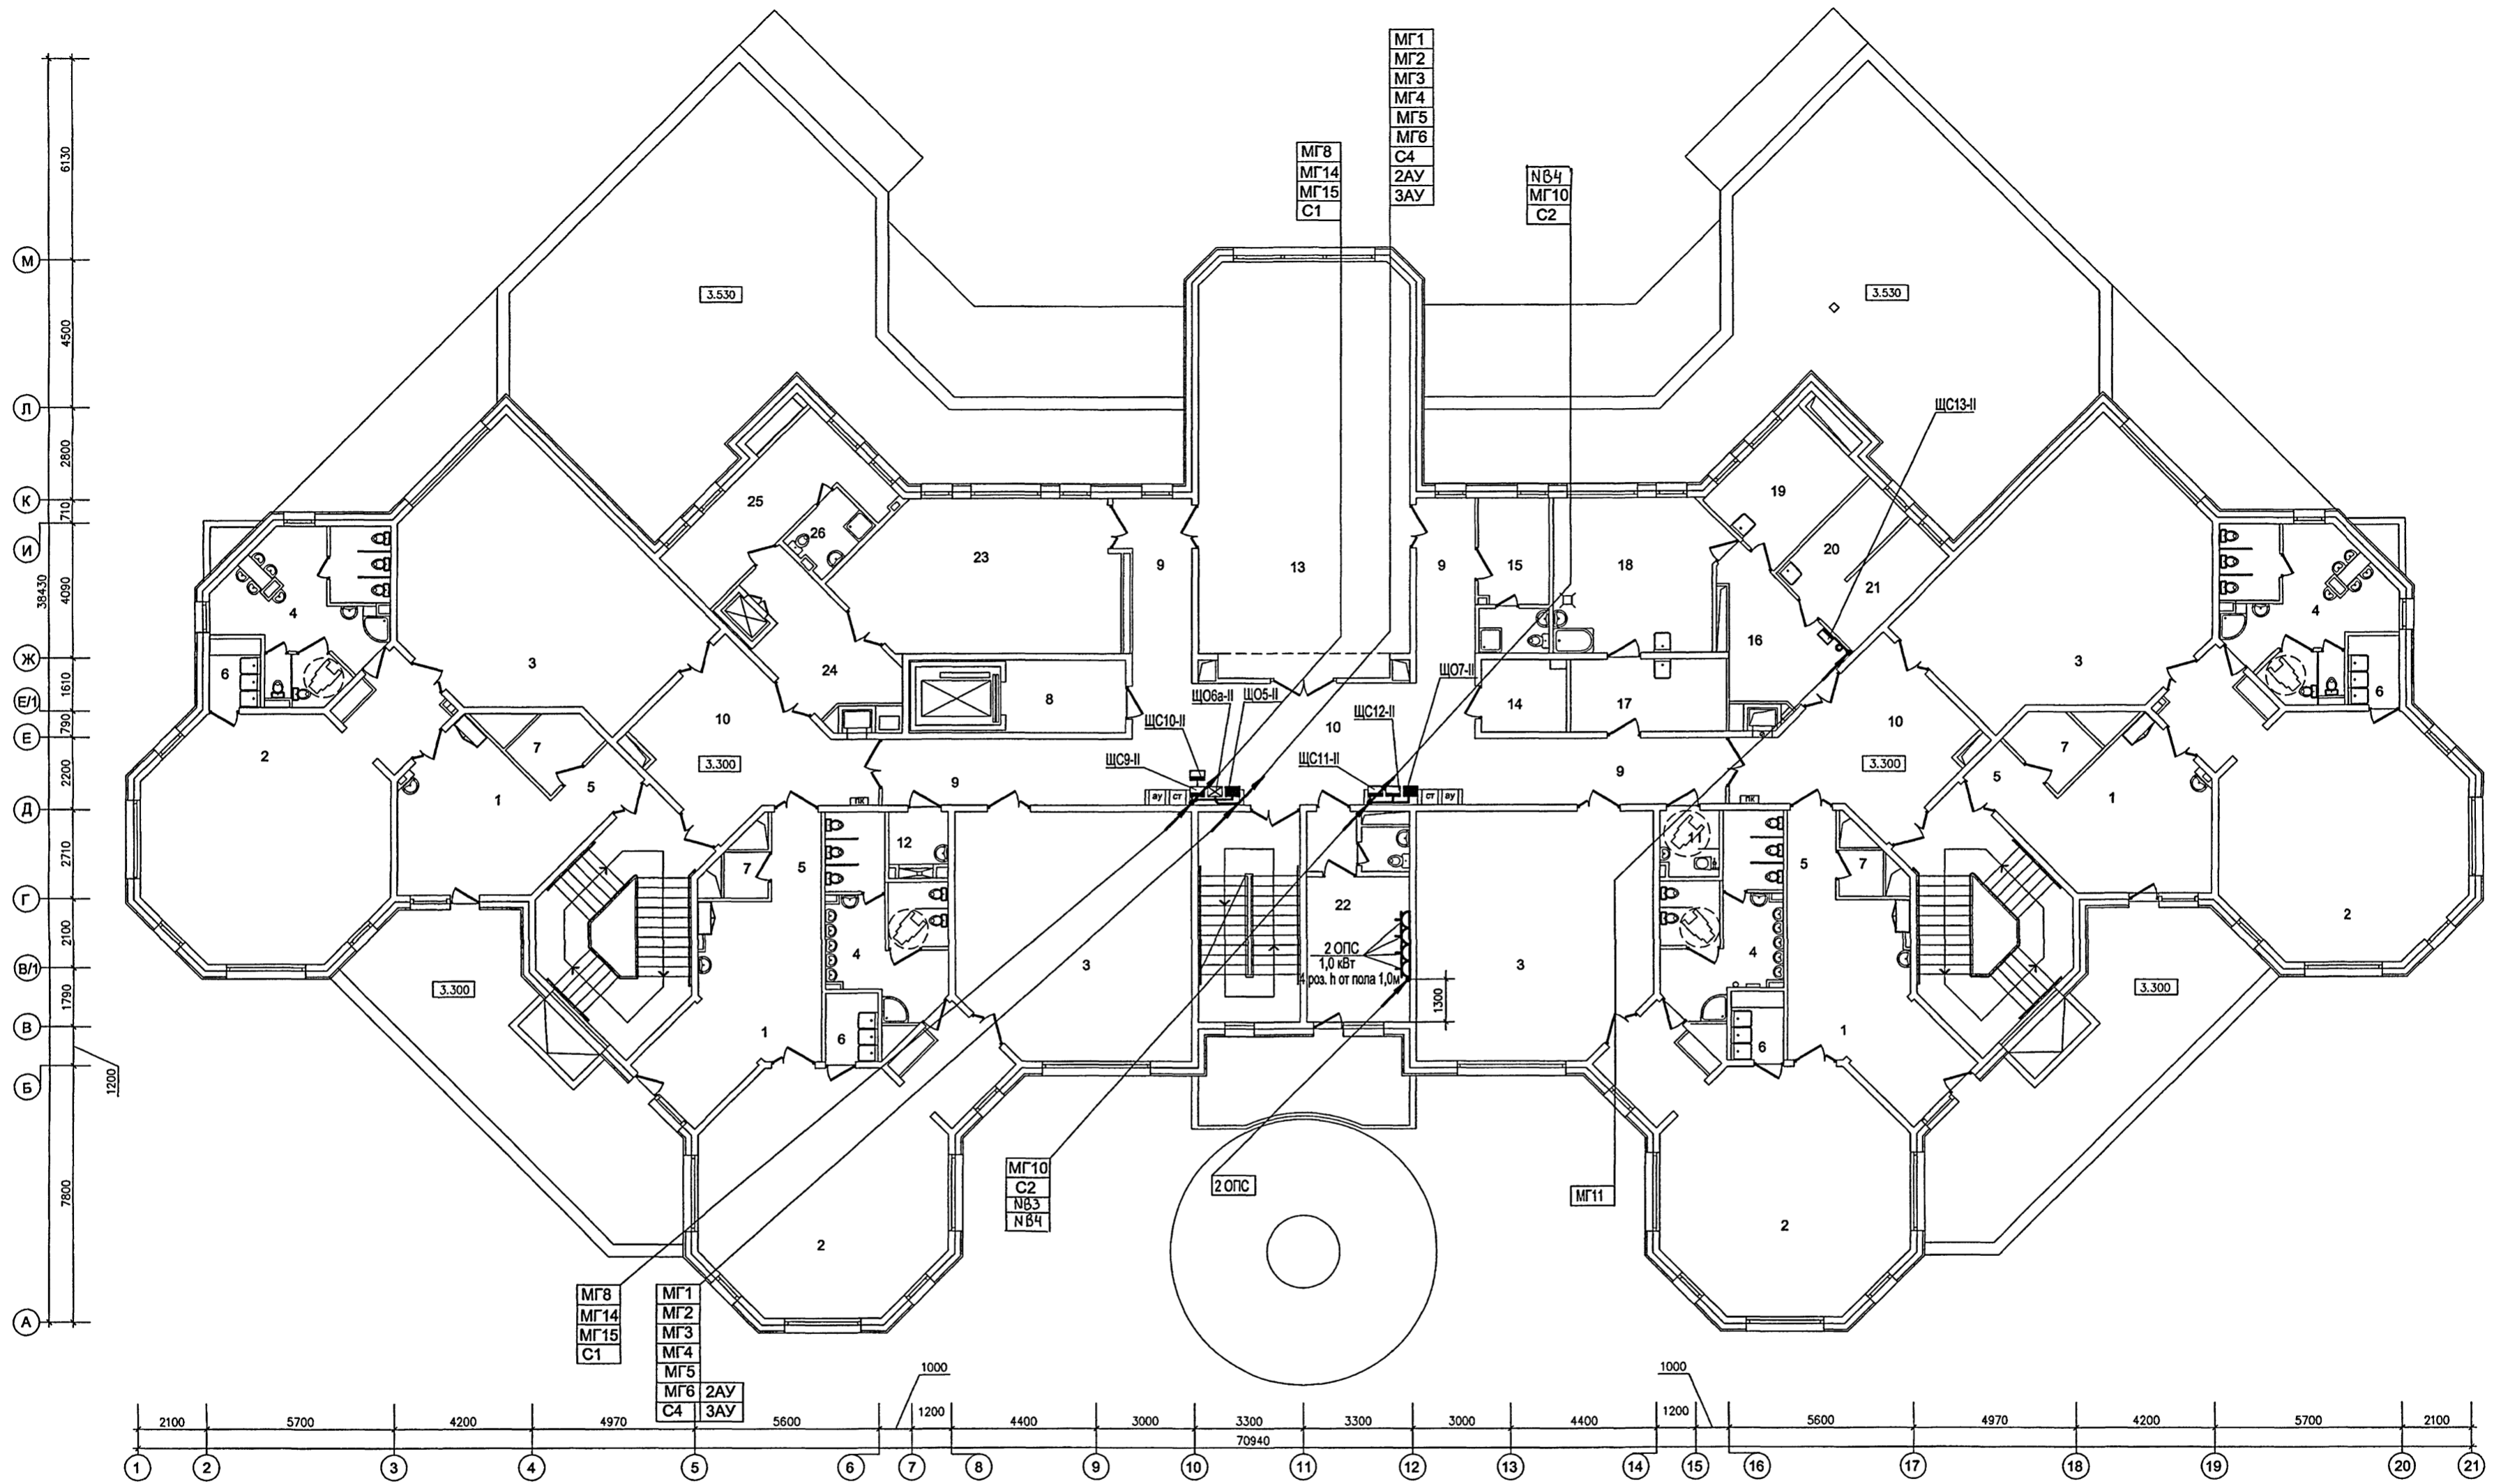 МГ1
МГ2
МГ3
МГ4
МГ5
МГ6
С4
2АУ
3АУ
МГ8
МГ14
МГ15
С1
NВ4
МГ10
С2
6130
М
3.530
3.530
4500
Л
ЩС13-II
2800
К
25
19
710
26
И
23
9
13
9
15
18
20
38430
4090
21
4
4
16
Ж
3
3
6
24
ЩО7-II
6
1610
8
ЩО6а-II
ЩО5-II
Е/1
14
17
10
ЩС10-II
10
ЩС12-II
10
790
Е
7
7
2
3.300
ЩС9-II
ЩС11-II
9
3.300
2200
5
9
5
1
ПК
ау
ст
ст
ау
ПК
1
Д
2710
12
11
7
5
5
7
Г
22
2
2100
2 ОПС
4
4
В/1
3
1,0 кВт
3
4 роз. h от пола 1,0м
3.300
3.300
1790
1300
В
1
1
6
6
Б
1200
МГ10
С2
NВ3
NВ4
2 ОПС
МГ11
7800
2
2
МГ8
МГ14
МГ15
С1
МГ1
МГ2
МГ3
МГ4
МГ5
МГ6
2АУ
С4
3АУ
А
1000
1000
2100
5700
4200
4970
5600
1200
4400
3000
3300
3300
3000
4400
1200
5600
4970
4200
5700
2100
70940
1
2
3
4
5
6
7
8
9
10
11
12
13
14
15
16
17
18
19
20
21